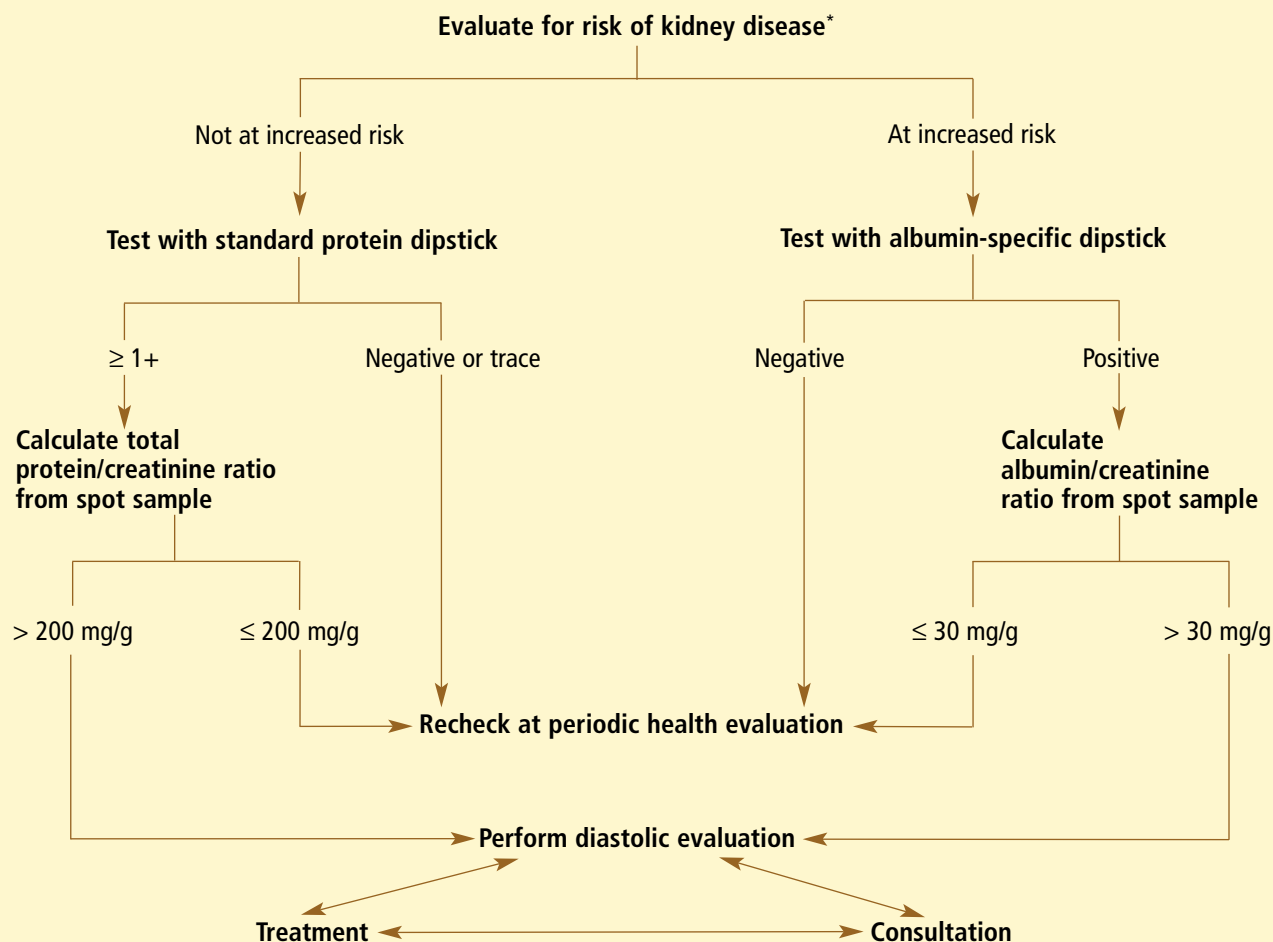 Evaluate for risk of kidney disease*
Not at increased risk
At increased risk
Test with standard protein dipstick
Test with albumin-specific dipstick
≥ 1+
Negative or trace
Negative
Positive
Calculate total
protein/creatinine ratio
from spot sample
Calculate
albumin/creatinine
ratio from spot sample
> 200 mg/g
≤ 200 mg/g
≤ 30 mg/g
> 30 mg/g
Recheck at periodic health evaluation
Perform diastolic evaluation
Treatment
Consultation